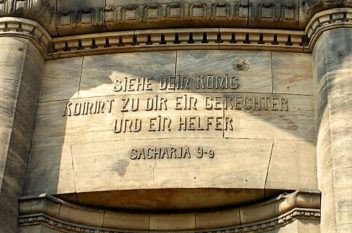 SIEHE DEIN KÖNIG
KOMMT ZU DIR EIN GERECHTER
UND EIN HELFER
SACHARJA 9·9